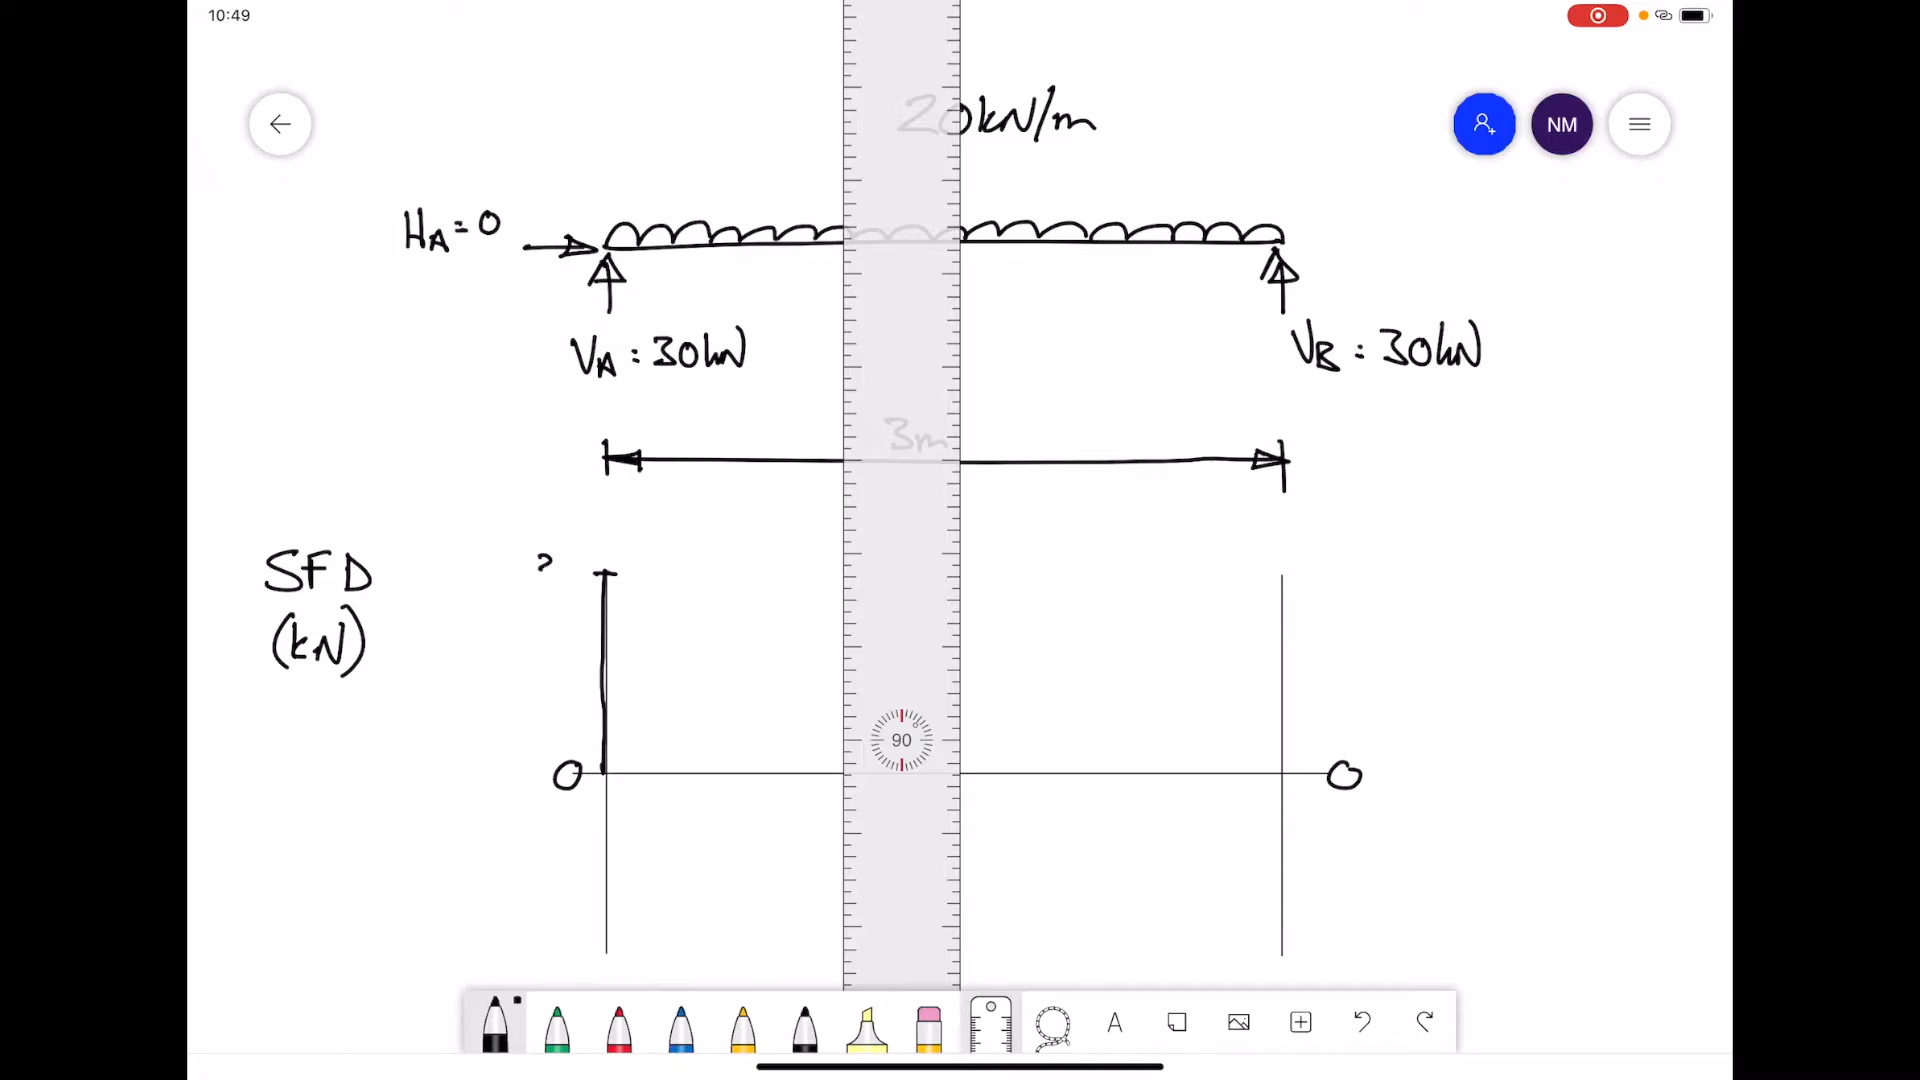 10:49
20kN/m
NM
HA=0
VA = 30kN
VB = 30kN
3m
SFD
(kN)
90
0
0
A